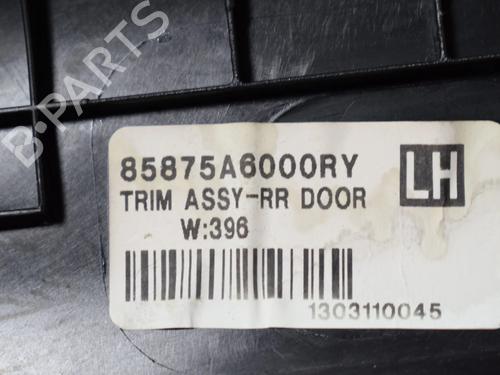 B-PARTS
85875A6000RY
LH
TRIM ASSY-RR DOOR
W:396
1303110045